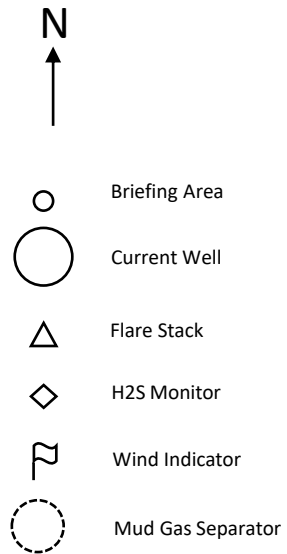 N
Briefing Area
Current Well
Flare Stack
H2S Monitor
Wind Indicator
Mud Gas Separator